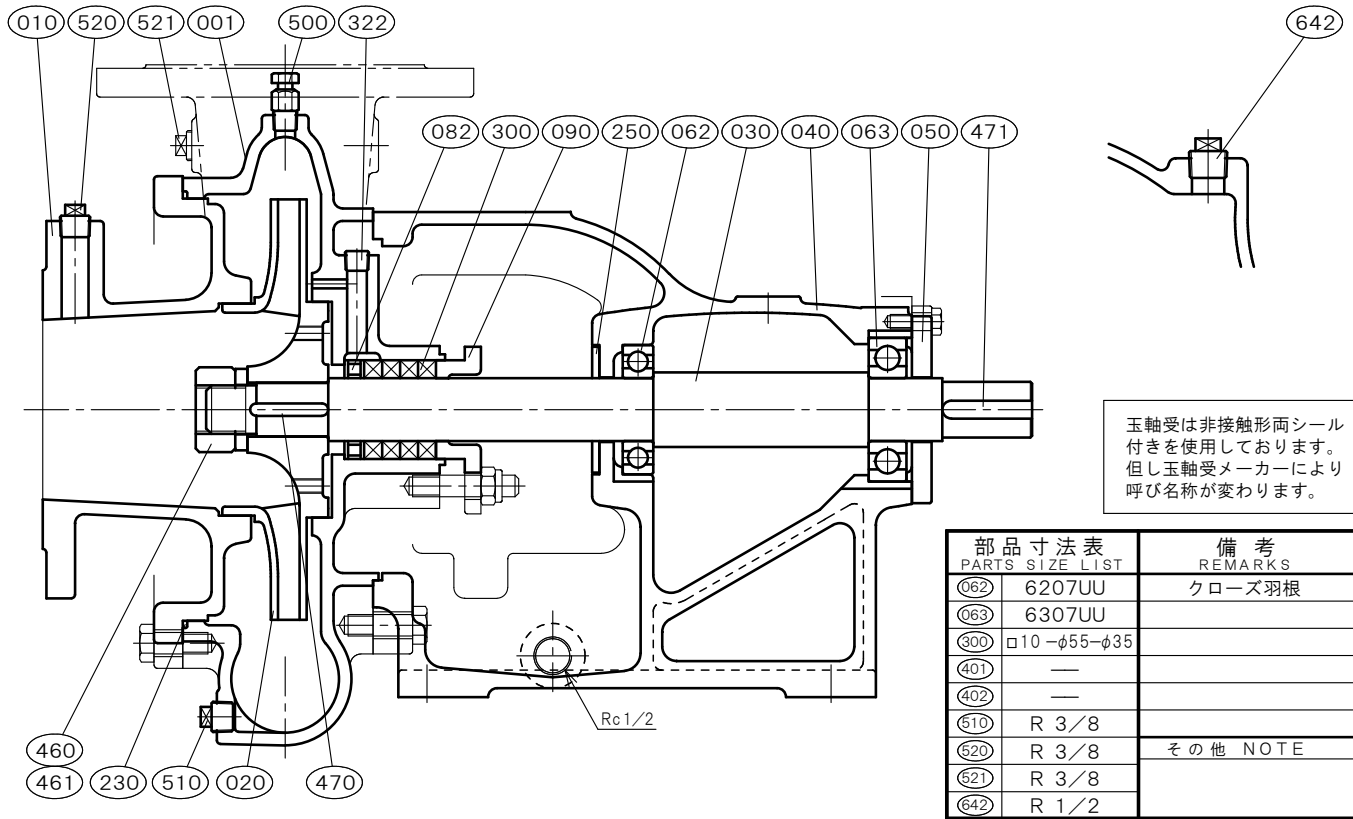 010 520 521 001 500 322 642
082 300 090 250 062 030 040 063 050 471
玉軸受は非接触形両シール
付きを使用しております。
但し玉軸受メーカーにより
呼び名称が変わります。
Rc1/2
460
461 230 510 020 470
部品寸法表 備考
PARTS SIZE LIST REMARKS
062 6207UU クローズ羽根
063 6307UU
300 □10−φ55−φ35
401 ―
402 ―
510 R 3/8
520 R 3/8 その他 NOTE
521 R 3/8
642 R 1/2